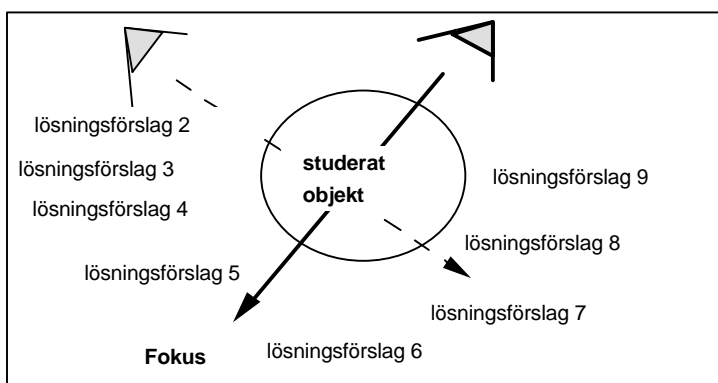 lösningsförslag 2
lösningsförslag 3
lösningsförslag 4
lösningsförslag 5
Fokus
studerat
objekt
lösningsförslag 6
lösningsförslag 9
lösningsförslag 8
lösningsförslag 7